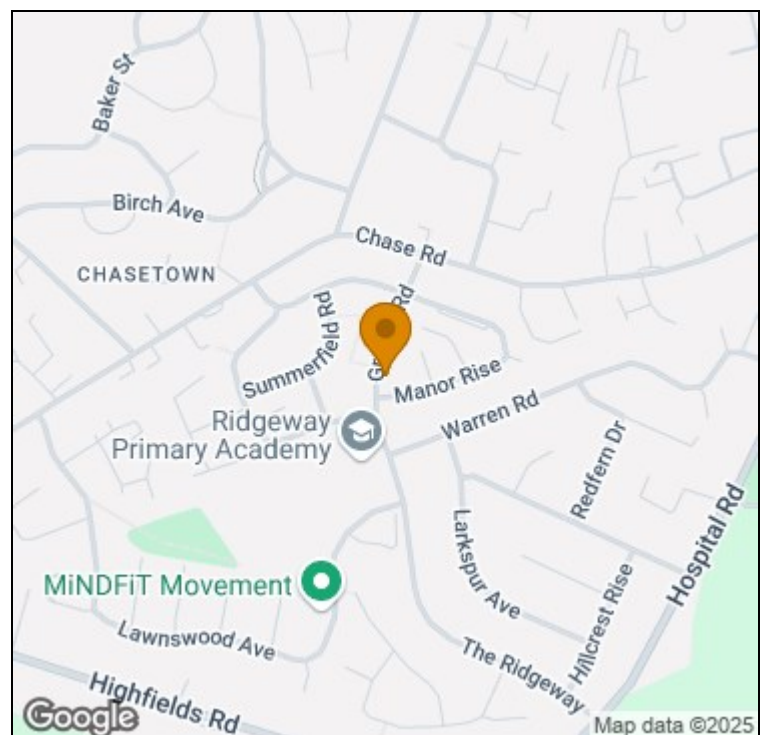 Baker St
Birch Ave
Chase Rd
CHASETOWN
Rd
Summerfield Rd
Manor Rise
Ridgeway
Primary Academy
Warren Rd
Redfern Dr
Hospital Rd
Larkspur Ave
MiNDFiT Movement
Hillcrest Rise
Lawnswood Ave
The Ridgeway
Highfields Rd
Google
Map data ©2025